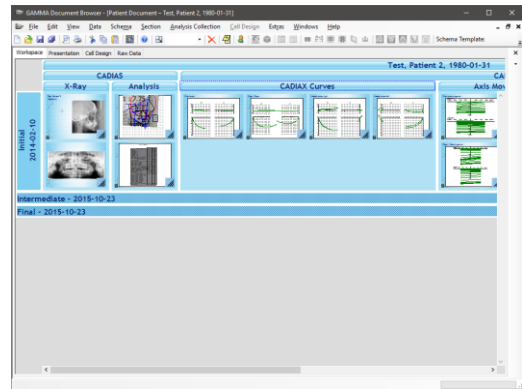 GAMMA Document Browser - [Patient Document – Test, Patient 2, 1980-01-31]
File Edit View Data Schema Section Analysis Collection Cell Design Extras Windows Help
Schema Template:
Workspace Presentation Cell Design Raw Data
Test, Patient 2, 1980-01-31
CADIAS
X-Ray Analysis CADIAX Curves Axis Mov
Initial
2014-02-10
Intermediate - 2015-10-23
Final - 2015-10-23